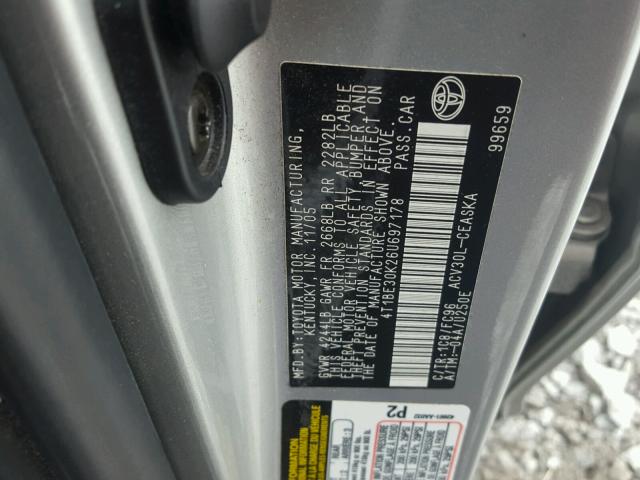 MFD.BY:TOYOTA MOTOR MANUFACTURING,
KENTUCKY, INC. 11/05
GVWR 4244LB GAWR FR 2668LB RR 2282LB
THIS VEHICLE CONFORMS TO ALL APPLICABLE
FEDERAL MOTOR VEHICLE SAFETY, BUMPER, AND
THEFT PREVENTION STANDARDS IN EFFECT ON
THE DATE OF MANUFACTURE SHOWN ABOVE.
4T1BE30K26U697178 PASS.CAR
C/TR:1C8/FC96 ACV30L-CEASKA
A/TM:-04A/U250E 99659
P2